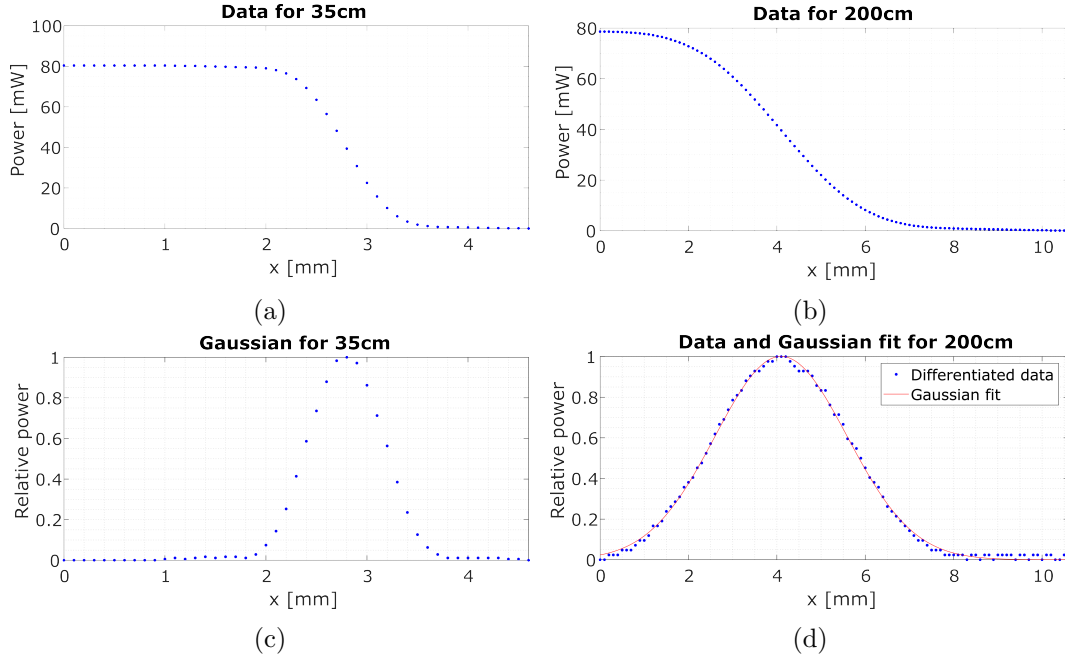 Data for 35cm
100
80
60
40
20
0
Power [mW]
0 1 2 3 4
x [mm]
(a)
Data for 200cm
80
60
40
20
0
Power [mW]
0 2 4 6 8 10
x [mm]
(b)
Gaussian for 35cm
1
0.8
0.6
0.4
0.2
0
Relative power
0 1 2 3 4
x [mm]
(c)
Data and Gaussian fit for 200cm
1
0.8
0.6
0.4
0.2
0
Relative power
Differentiated data
Gaussian fit
0 2 4 6 8 10
x [mm]
(d)